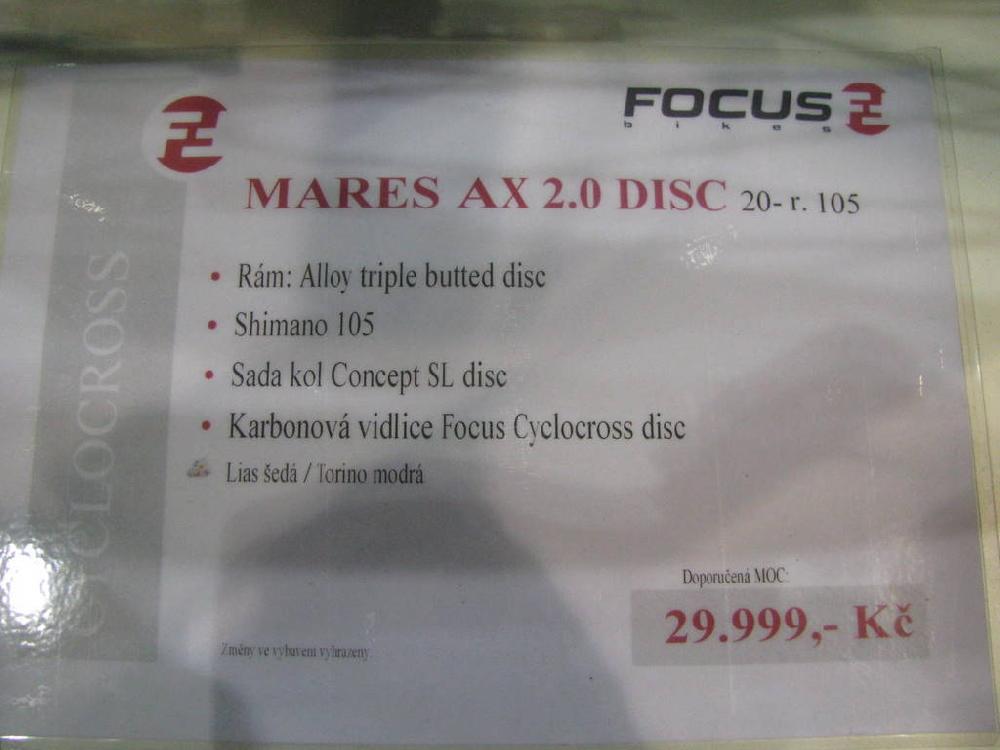 FOCUS
bikes
MARES AX 2.0 DISC 20- r. 105
CYCLOCROSS
• Rám: Alloy triple butted disc
• Shimano 105
• Sada kol Concept SL disc
• Karbonová vidlice Focus Cyclocross disc
Lias šedá / Torino modrá
Doporučená MOC:
29.999,- Kč
Změny ve vybavení vyhrazeny.